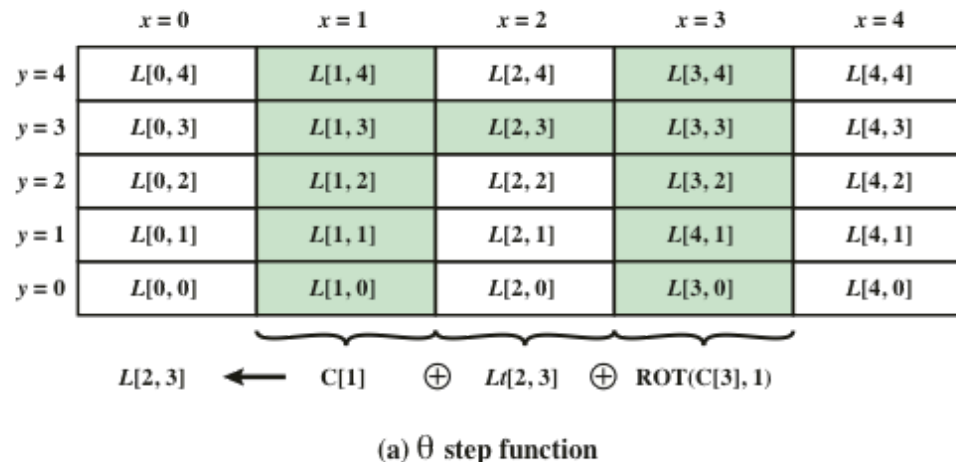 x = 0 x = 1 x = 2 x = 3 x = 4
y = 4 L[0, 4] L[1, 4] L[2, 4] L[3, 4] L[4, 4]
y = 3 L[0, 3] L[1, 3] L[2, 3] L[3, 3] L[4, 3]
y = 2 L[0, 2] L[1, 2] L[2, 2] L[3, 2] L[4, 2]
y = 1 L[0, 1] L[1, 1] L[2, 1] L[4, 1] L[4, 1]
y = 0 L[0, 0] L[1, 0] L[2, 0] L[3, 0] L[4, 0]
L[2, 3] ← C[1] ⊕ Lt[2, 3] ⊕ ROT(C[3], 1)
(a) θ step function